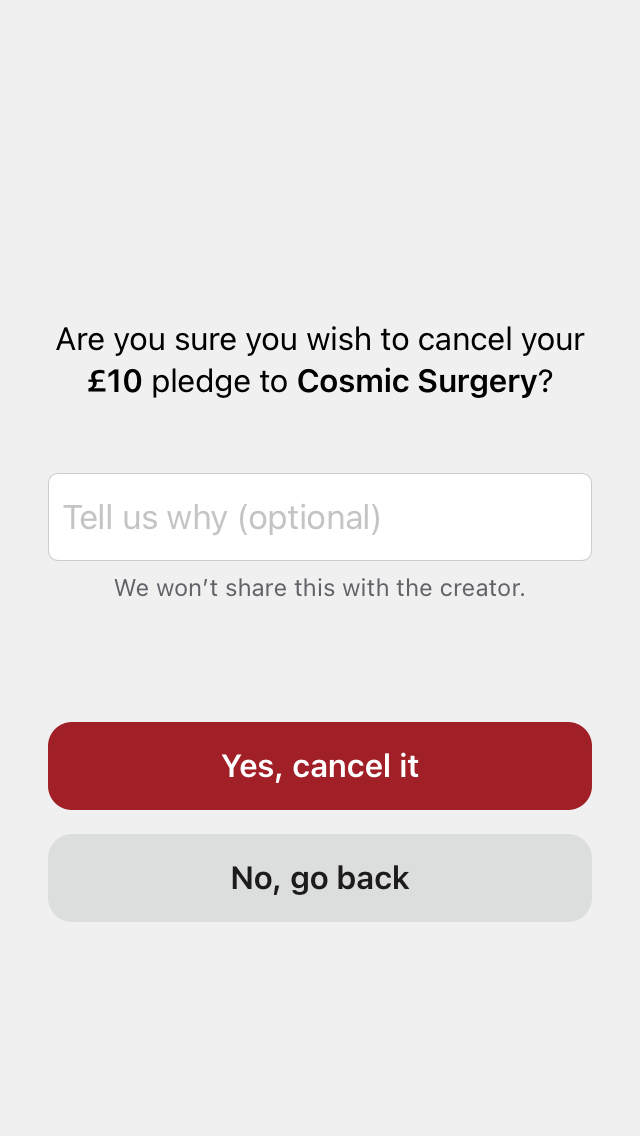 Are you sure you wish to cancel your
£10 pledge to Cosmic Surgery?
Tell us why (optional)
We won’t share this with the creator.
Yes, cancel it
No, go back